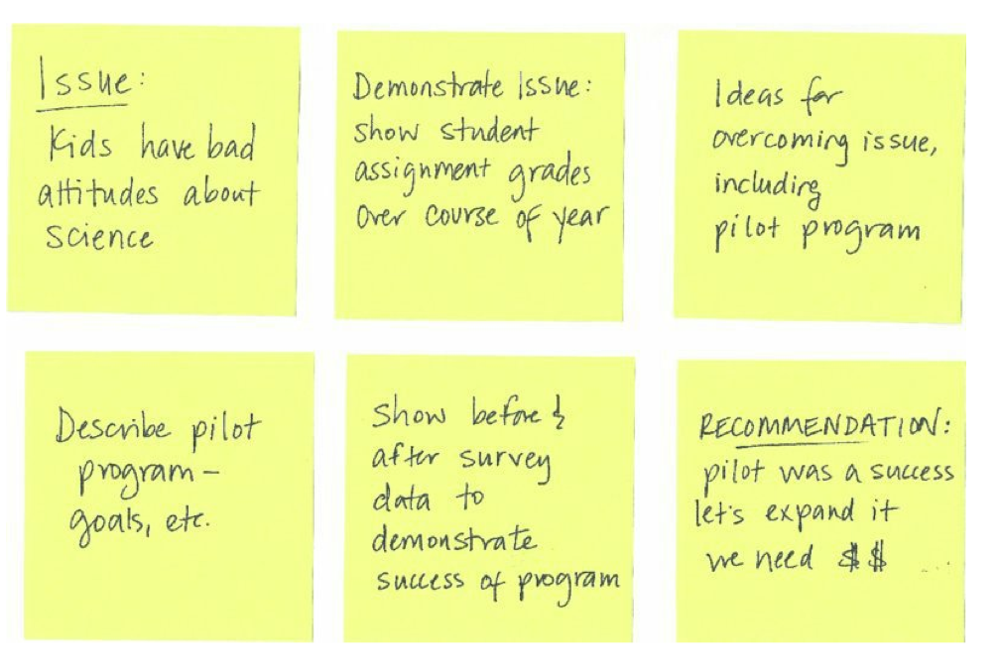 Issue:
Kids have bad
attitudes about
science
Demonstrate Issue:
show student
assignment grades
over course of year
Ideas for
overcoming issue,
including
pilot program
Describe pilot
program –
goals, etc.
Show before &
after survey
data to
demonstrate
success of program
RECOMMENDATION:
pilot was a success
let's expand it
we need $$